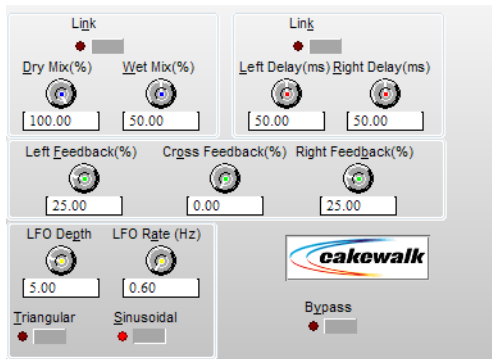 Link Link
Dry Mix(%) Wet Mix(%) Left Delay(ms) Right Delay(ms)
100.00 50.00 50.00 50.00
Left Feedback(%) Cross Feedback(%) Right Feedback(%)
25.00 0.00 25.00
LFO Depth LFO Rate (Hz)
cakewalk
5.00 0.60
Triangular Sinusoidal Bypass